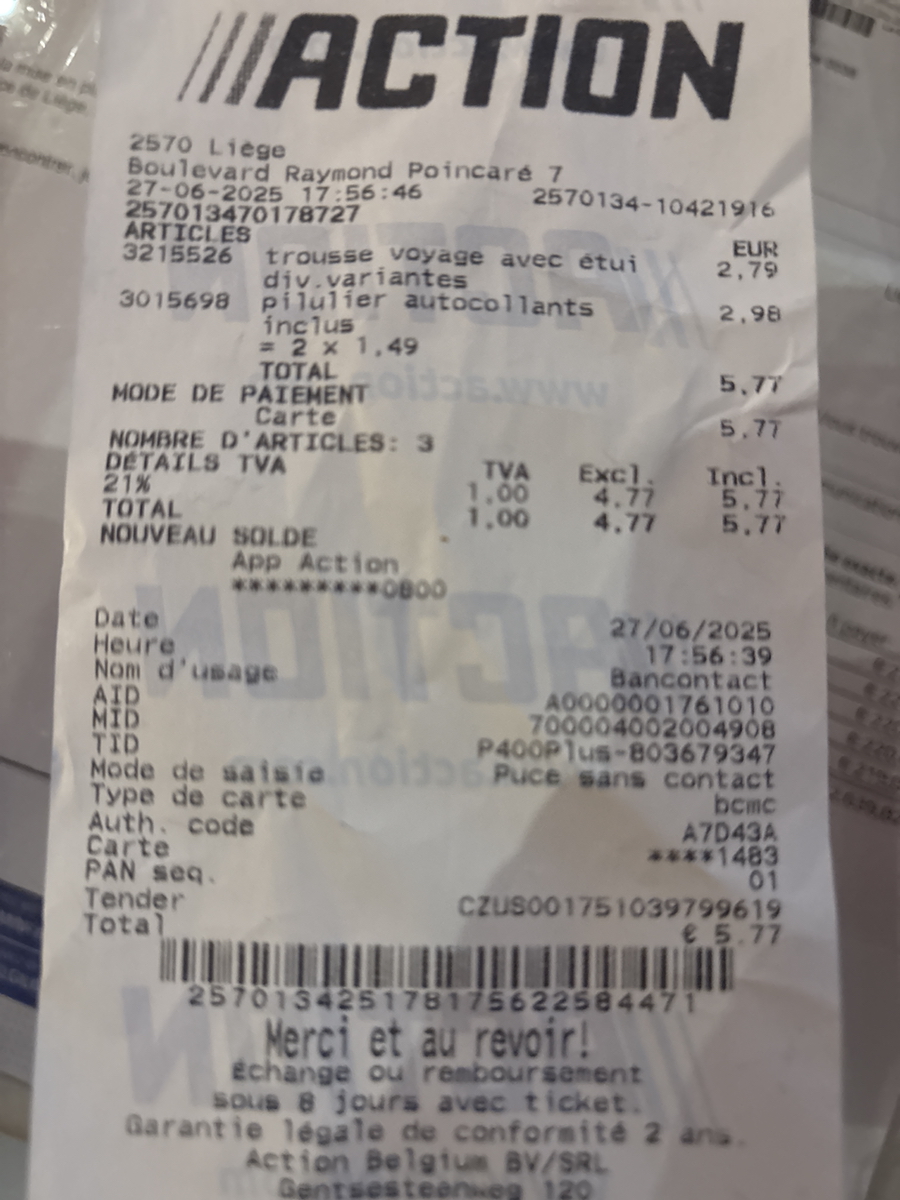 ///ACTION
2570 Liège
Boulevard Raymond Poincaré 7
27-06-2025 17:56:46 2570134-10421916
257013470178727
ARTICLES EUR
3215526 trousse voyage avec étui 2,79
div.variantes
3015698 pilulier autocollants 2,98
inclus
= 2 x 1,49
TOTAL 5,77
MODE DE PAIEMENT
Carte 5,77
NOMBRE D'ARTICLES: 3
DÉTAILS TVA TVA Excl. Incl.
21% 1,00 4,77 5,77
TOTAL 1,00 4,77 5,77
NOUVEAU SOLDE
App Action
*********0800
Date 27/06/2025
Heure 17:56:39
Nom d'usage Bancontact
AID A0000001761010
MID 700004002004908
TID P400Plus-803679347
Mode de saisie Puce sans contact
Type de carte bcmc
Auth. code A7D43A
Carte ****1483
PAN seq. 01
Tender CZUS001751039799619
Total € 5.77
2570134251781756225 84471
Merci et au revoir!
Échange ou remboursement
sous 8 jours avec ticket.
Garantie légale de conformité 2 ans.
Action Belgium BV/SRL
Gentsesteenweg 120